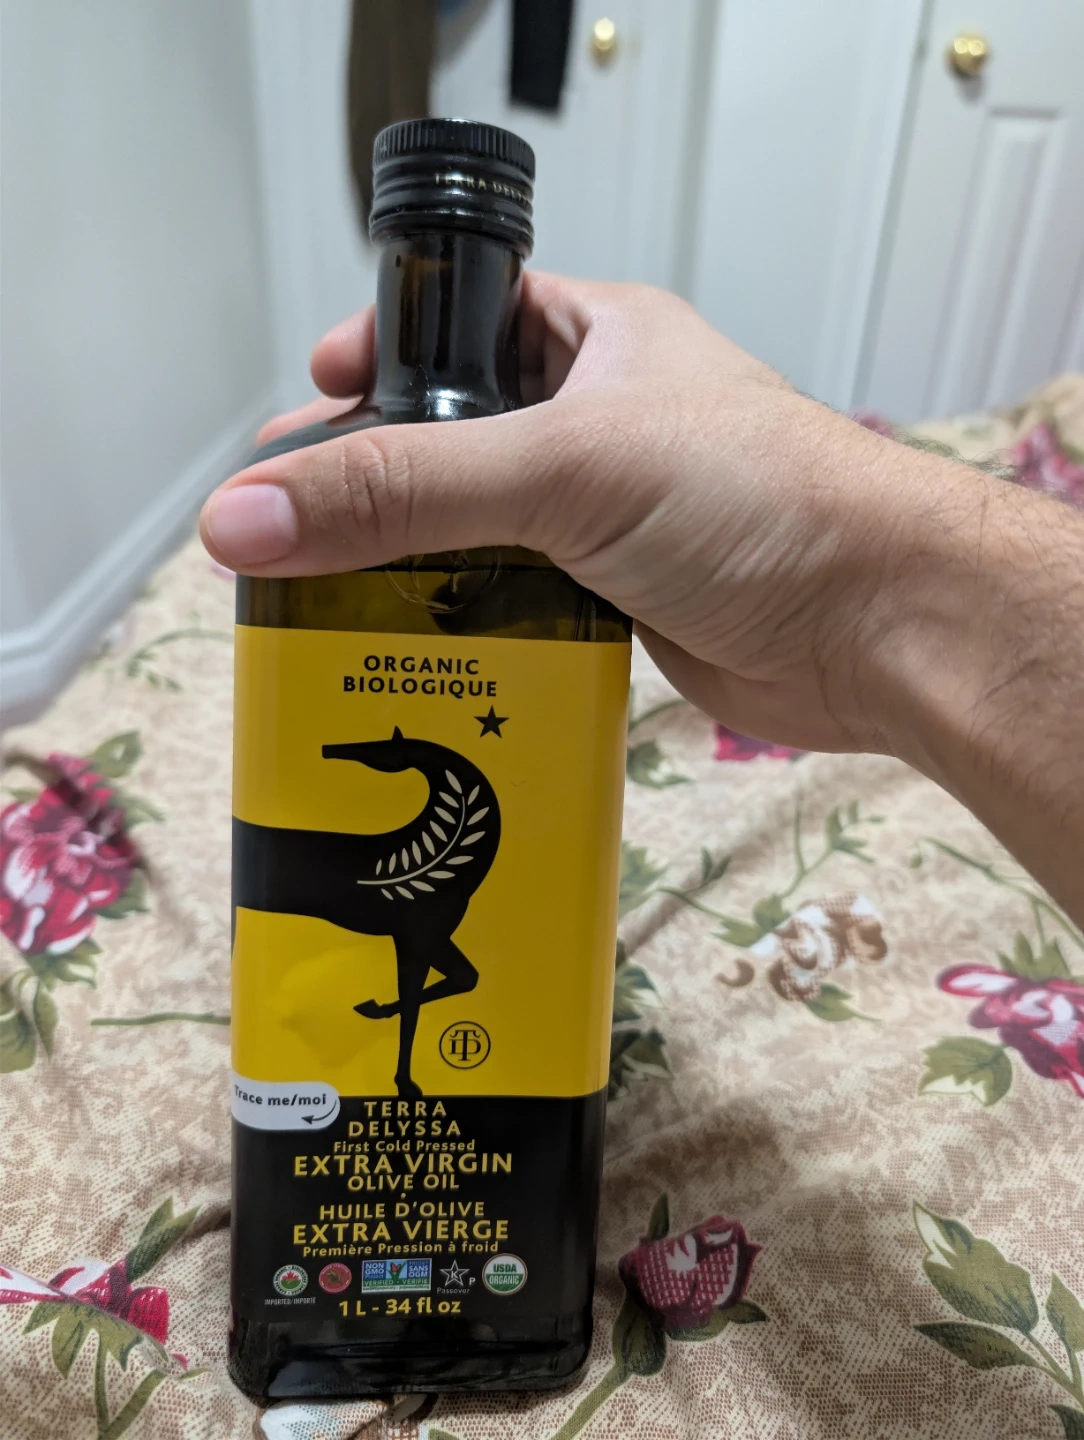 TERRA DELYSSA
ORGANIC
BIOLOGIQUE
Trace me/moi
TERRA
DELYSSA
First Cold Pressed
EXTRA VIRGIN
OLIVE OIL
HUILE D'OLIVE
EXTRA VIERGE
Première Pression à froid
NON GMO VERIFIED SANS OGM VÉRIFIÉ
K P
Passover
USDA ORGANIC
IMPORTED/IMPORTÉ
1 L - 34 fl oz